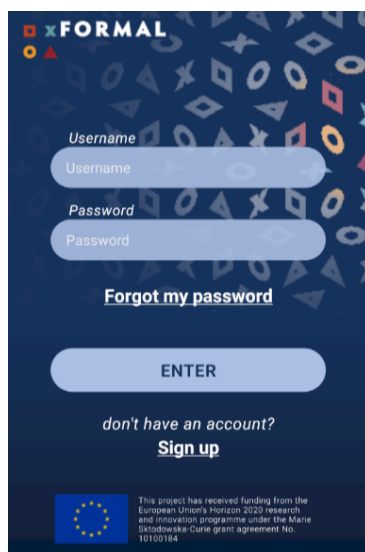 xFORMAL
Username
Username
Password
Password
Forgot my password
ENTER
don't have an account?
Sign up
This project has received funding from the
European Union's Horizon 2020 research
and innovation programme under the Marie
Sktodowska-Curie grant agreement No.
10100184